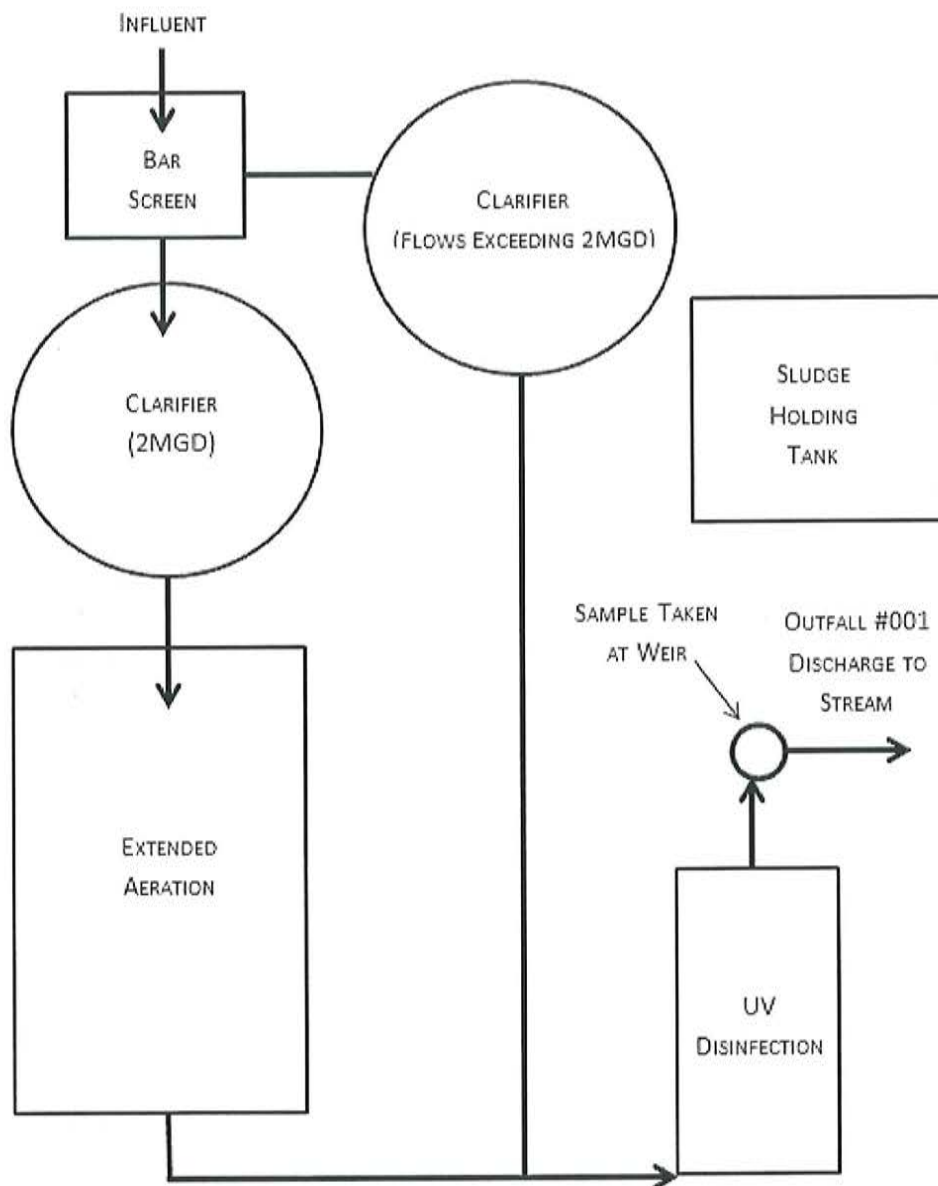 INFLUENT
BAR
SCREEN
CLARIFIER
(FLOWS EXCEEDING 2MGD)
CLARIFIER
(2MGD)
SLUDGE
HOLDING
TANK
SAMPLE TAKEN
AT WEIR
OUTFALL #001
DISCHARGE TO
STREAM
EXTENDED
AERATION
UV
DISINFECTION